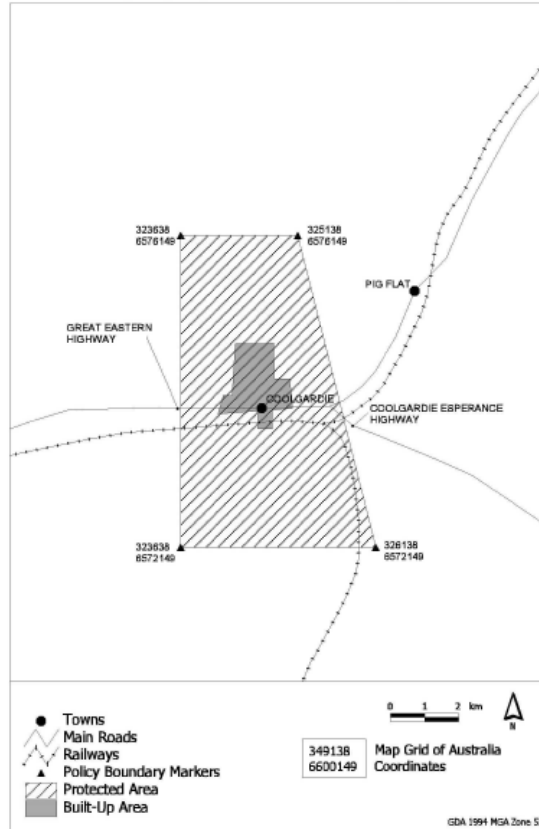 323638
6576149
325138
6576149
PIG FLAT
GREAT EASTERN
HIGHWAY
COOLGARDIE
COOLGARDIE ESPERANCE
HIGHWAY
323638
6572149
326138
6572149
Towns
Main Roads
Railways
Policy Boundary Markers
Protected Area
Built-Up Area
0 1 2 km
N
349138
6600149
Map Grid of Australia
Coordinates
GDA 1994 MGA Zone